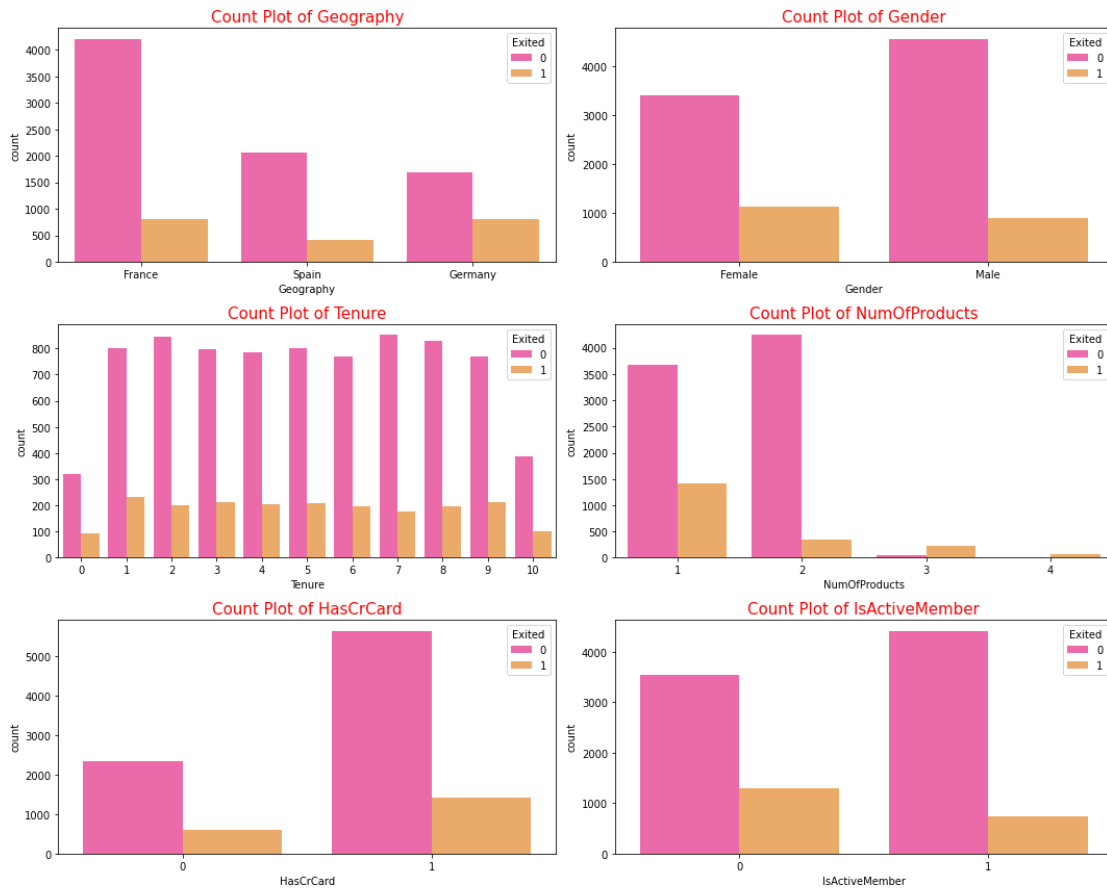 Count Plot of Geography
Exited
0
1
4000
3500
3000
2500
2000
1500
1000
500
0
count
France Spain Germany
Geography
Count Plot of Gender
Exited
0
1
4000
3000
2000
1000
0
count
Female Male
Gender
Count Plot of Tenure
Exited
0
1
800
700
600
500
400
300
200
100
0
count
0 1 2 3 4 5 6 7 8 9 10
Tenure
Count Plot of NumOfProducts
Exited
0
1
4000
3500
3000
2500
2000
1500
1000
500
0
count
1 2 3 4
NumOfProducts
Count Plot of HasCrCard
Exited
0
1
5000
4000
3000
2000
1000
0
count
0 1
HasCrCard
Count Plot of IsActiveMember
Exited
0
1
4000
3000
2000
1000
0
count
0 1
IsActiveMember